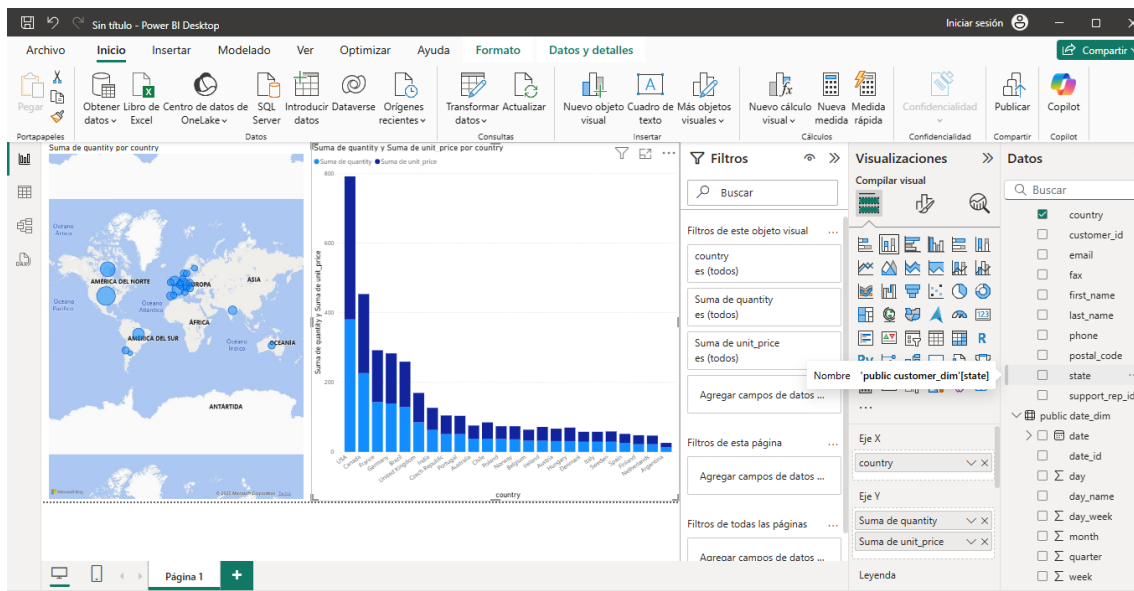 Sin título - Power BI Desktop
Iniciar sesión
Archivo Inicio Insertar Modelado Ver Optimizar Ayuda Formato Datos y detalles
Compartir
Pegar
Obtener datos
Libro de Excel
Centro de datos de OneLake
SQL Server
Introducir datos
Dataverse
Orígenes recientes
Transformar datos
Actualizar
Nuevo objeto visual
Cuadro de texto
Más objetos visuales
Nuevo cálculo visual
Nueva medida
Medida rápida
Confidencialidad
Publicar
Copilot
Portapapeles
Datos
Consultas
Insertar
Cálculos
Confidencialidad
Compartir
Copilot
Suma de quantity por country
Océano Ártico
AMÉRICA DEL NORTE
EUROPA
ASIA
Océano Pacífico
Océano Atlántico
ÁFRICA
AMÉRICA DEL SUR
Océano Índico
OCEANÍA
ANTÁRTIDA
Suma de quantity y Suma de unit_price por country
Suma de quantity Suma de unit_price
Suma de quantity y Suma de unit_price
800
600
400
200
0
USA
Canada
France
Germany
Brazil
United Kingdom
India
Czech Republic
Portugal
Australia
Chile
Poland
Norway
Belgium
Ireland
Austria
Hungary
Denmark
Italy
Sweden
Spain
Finland
Netherlands
Argentina
country
Filtros
Buscar
Filtros de este objeto visual
country
es (todos)
Suma de quantity
es (todos)
Suma de unit_price
es (todos)
Agregar campos de datos ...
Filtros de esta página
Agregar campos de datos ...
Filtros de todas las páginas
Agregar campos de datos ...
Visualizaciones
Compilar visual
123
R
Nombre 'public customer_dim'[state]
Eje X
country
Eje Y
Suma de quantity
Suma de unit_price
Leyenda
Datos
Buscar
country
customer_id
email
fax
first_name
last_name
phone
postal_code
state
support_rep_id
public date_dim
date
date_id
day
day_name
day_week
month
quarter
week
Página 1